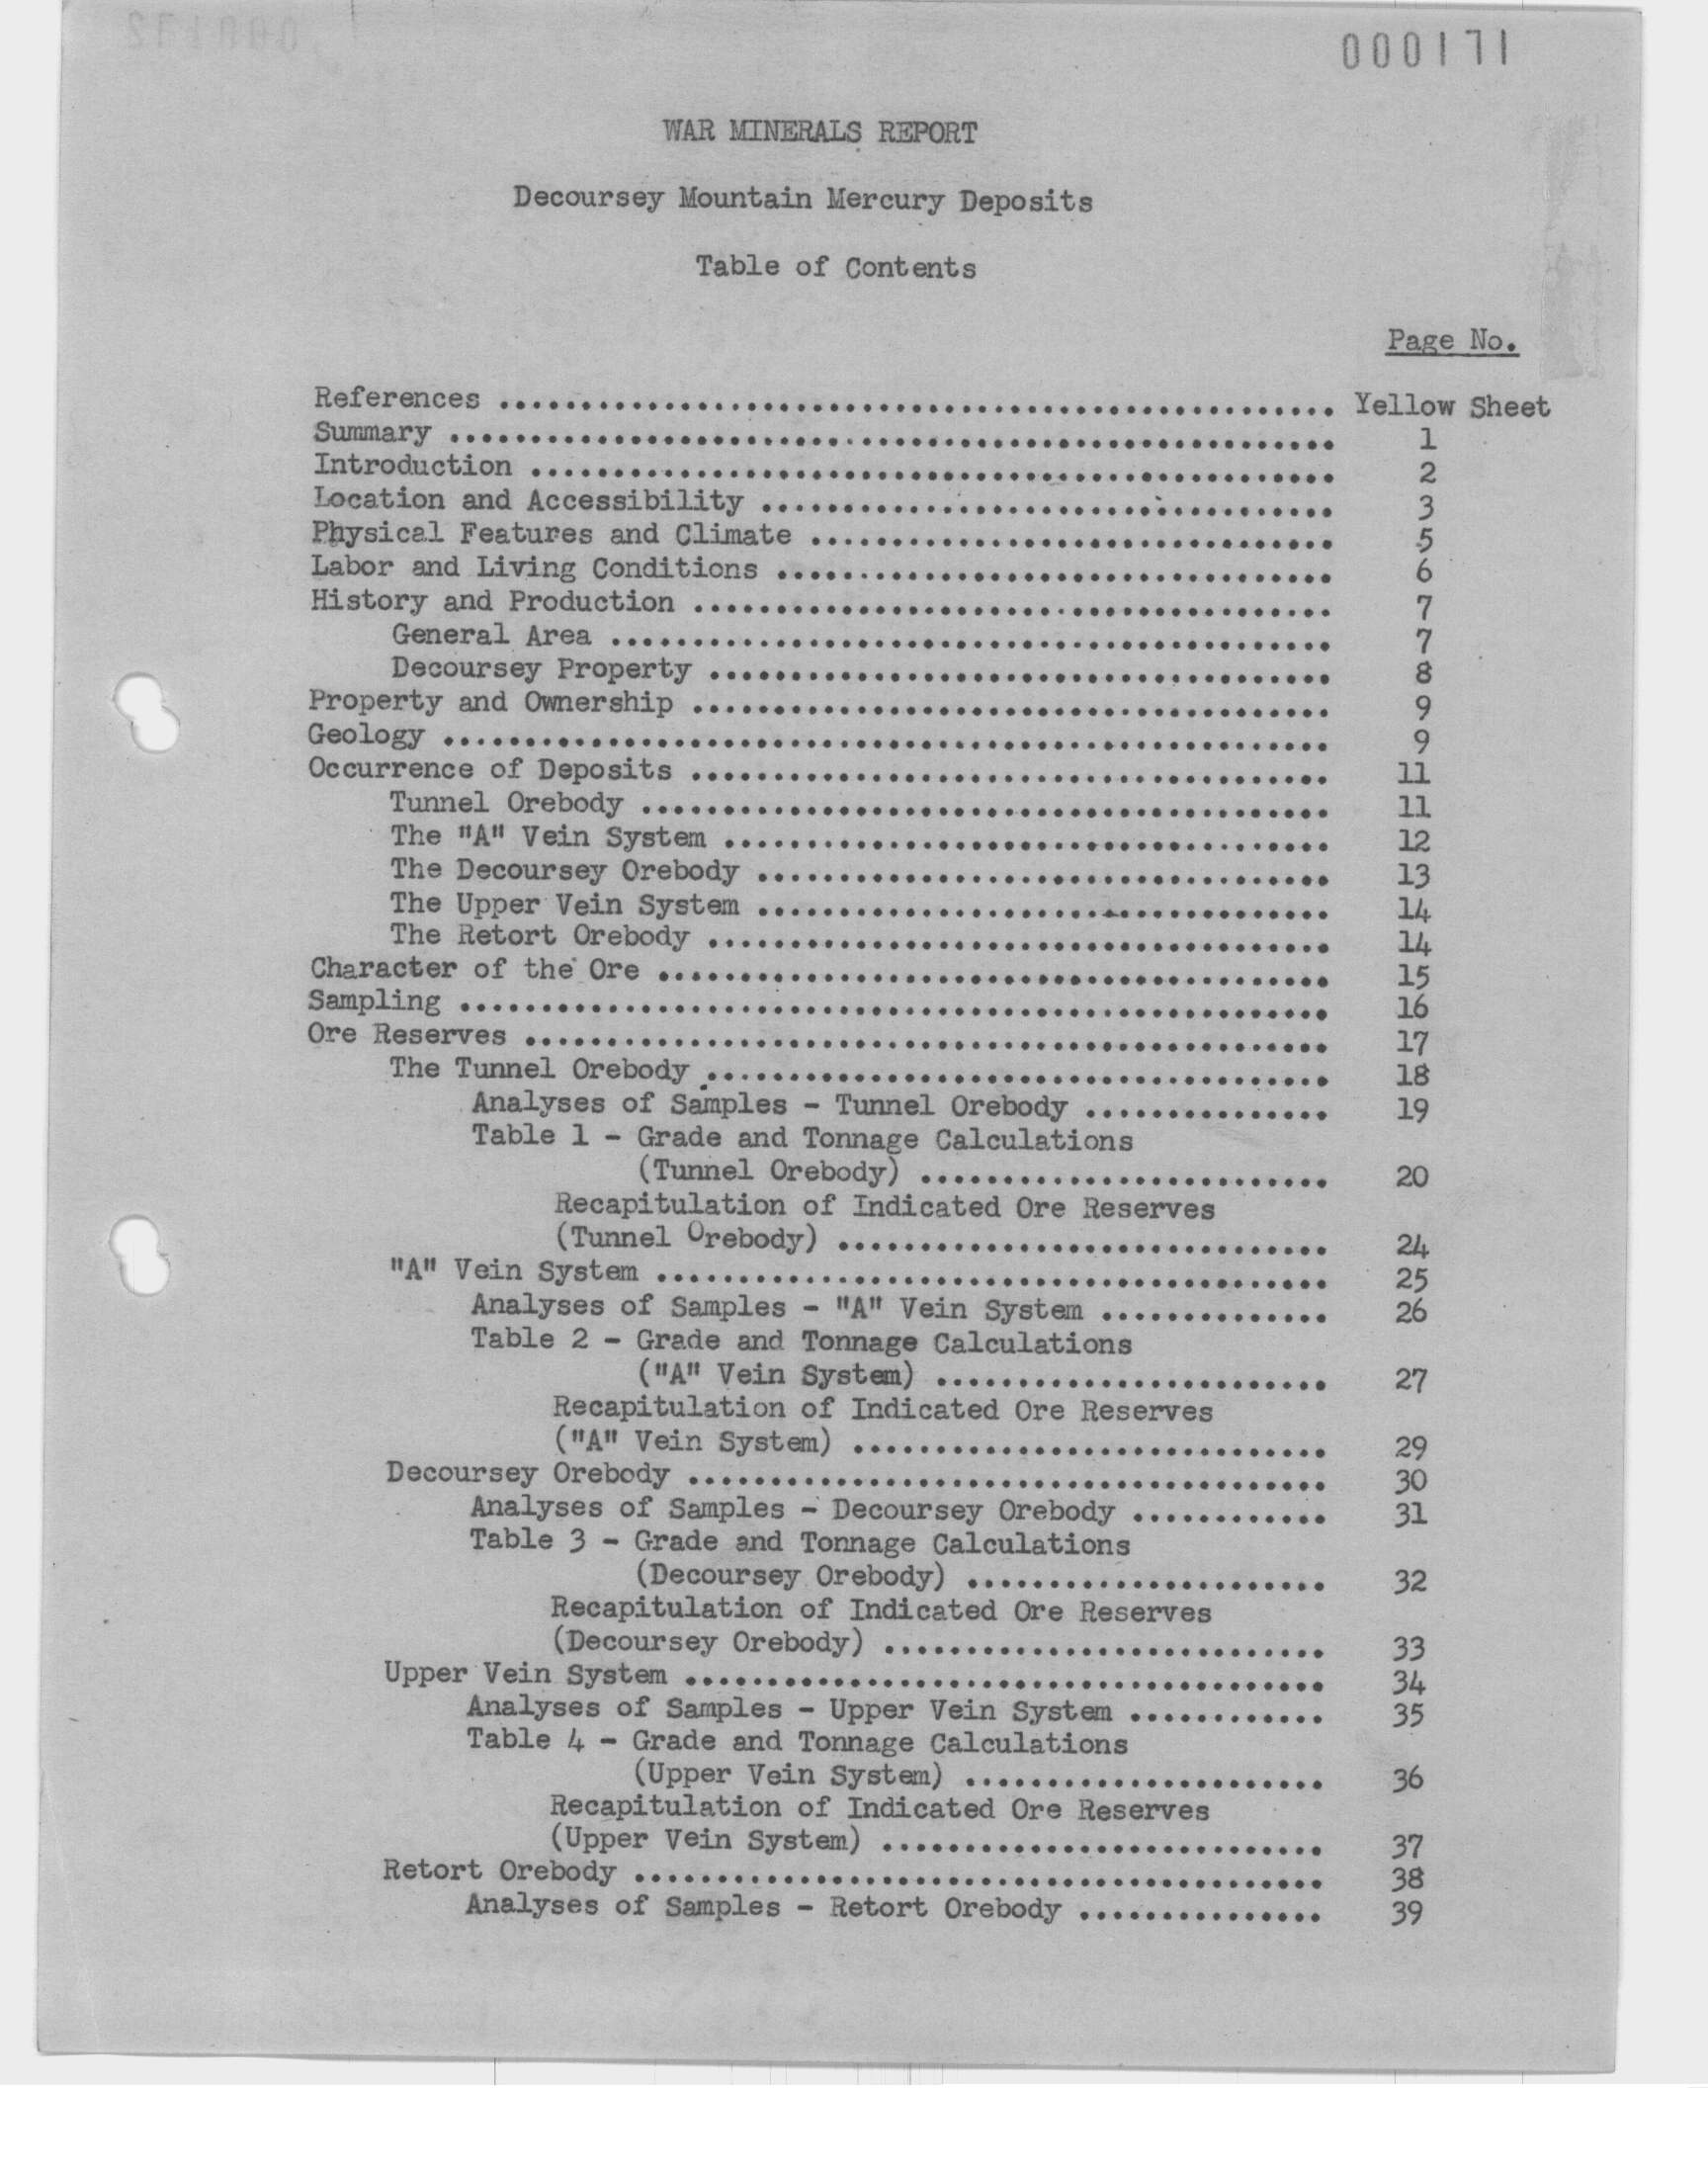 000171
WAR MINERALS REPORT
Decoursey Mountain Mercury Deposits
Table of Contents
Page No.
References ................................................... Yellow Sheet
Summary ...................................................... 1
Introduction ................................................. 2
Location and Accessibility ................................... 3
Physical Features and Climate ................................ 5
Labor and Living Conditions .................................. 6
History and Production ....................................... 7
General Area ............................................ 7
Decoursey Property ...................................... 8
Property and Ownership ....................................... 9
Geology ...................................................... 9
Occurrence of Deposits ....................................... 11
Tunnel Orebody .......................................... 11
The "A" Vein System ..................................... 12
The Decoursey Orebody ................................... 13
The Upper Vein System ................................... 14
The Retort Orebody ...................................... 14
Character of the Ore ......................................... 15
Sampling ..................................................... 16
Ore Reserves ................................................. 17
The Tunnel Orebody ...................................... 18
Analyses of Samples - Tunnel Orebody ............... 19
Table 1 - Grade and Tonnage Calculations
(Tunnel Orebody) ......................... 20
Recapitulation of Indicated Ore Reserves
(Tunnel Orebody) .............................. 24
"A" Vein System ......................................... 25
Analyses of Samples - "A" Vein System .............. 26
Table 2 - Grade and Tonnage Calculations
("A" Vein System) ........................ 27
Recapitulation of Indicated Ore Reserves
("A" Vein System) ............................. 29
Decoursey Orebody ....................................... 30
Analyses of Samples - Decoursey Orebody ............ 31
Table 3 - Grade and Tonnage Calculations
(Decoursey Orebody) ...................... 32
Recapitulation of Indicated Ore Reserves
(Decoursey Orebody) ........................... 33
Upper Vein System ....................................... 34
Analyses of Samples - Upper Vein System ............ 35
Table 4 - Grade and Tonnage Calculations
(Upper Vein System) ...................... 36
Recapitulation of Indicated Ore Reserves
(Upper Vein System) ........................... 37
Retort Orebody .......................................... 38
Analyses of Samples - Retort Orebody ............... 39